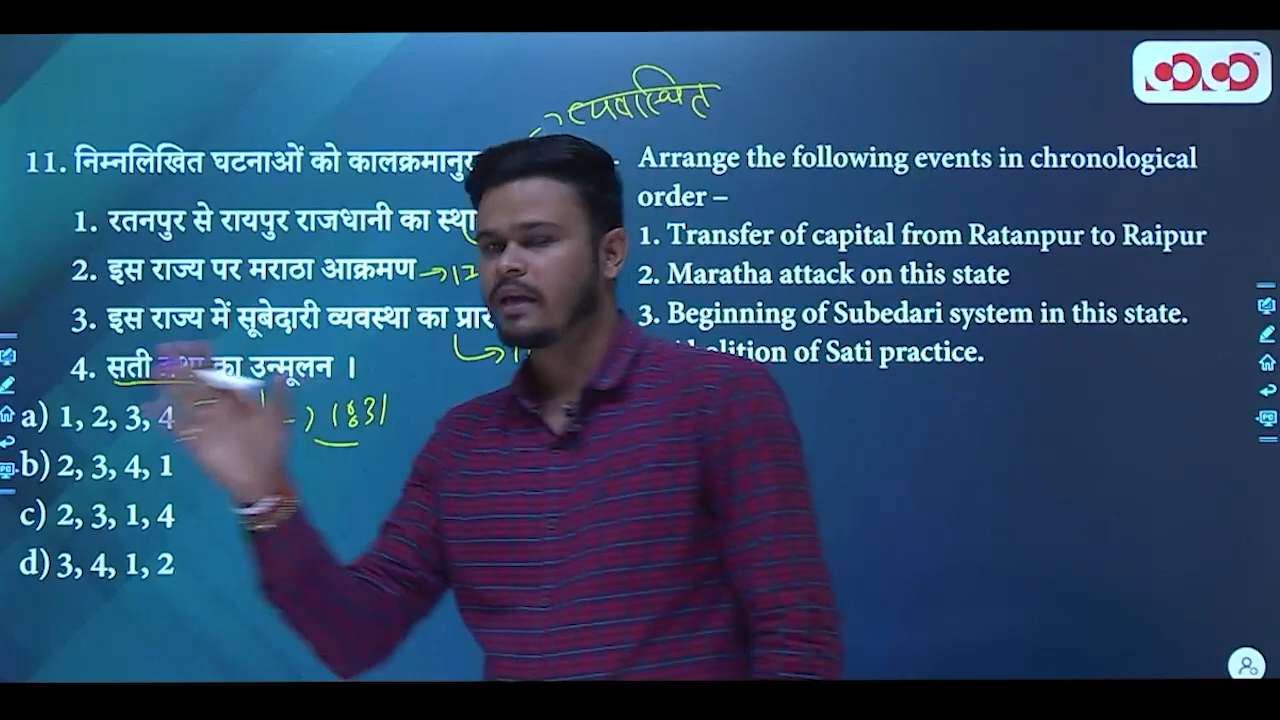 व्यवस्थित
11. निम्नलिखित घटनाओं को कालक्रमानुसार
1. रतनपुर से रायपुर राजधानी का
2. इस राज्य पर मराठा आक्रमण →
3. इस राज्य में सूबेदारी व्यवस्था का
4. सती प्रथा का उन्मूलन ।
→ 1831
a) 1, 2, 3, 4
b) 2, 3, 4, 1
c) 2, 3, 1, 4
d) 3, 4, 1, 2
Arrange the following events in chronological
order –
1. Transfer of capital from Ratanpur to Raipur
2. Maratha attack on this state
3. Beginning of Subedari system in this state.
of Sati practice.